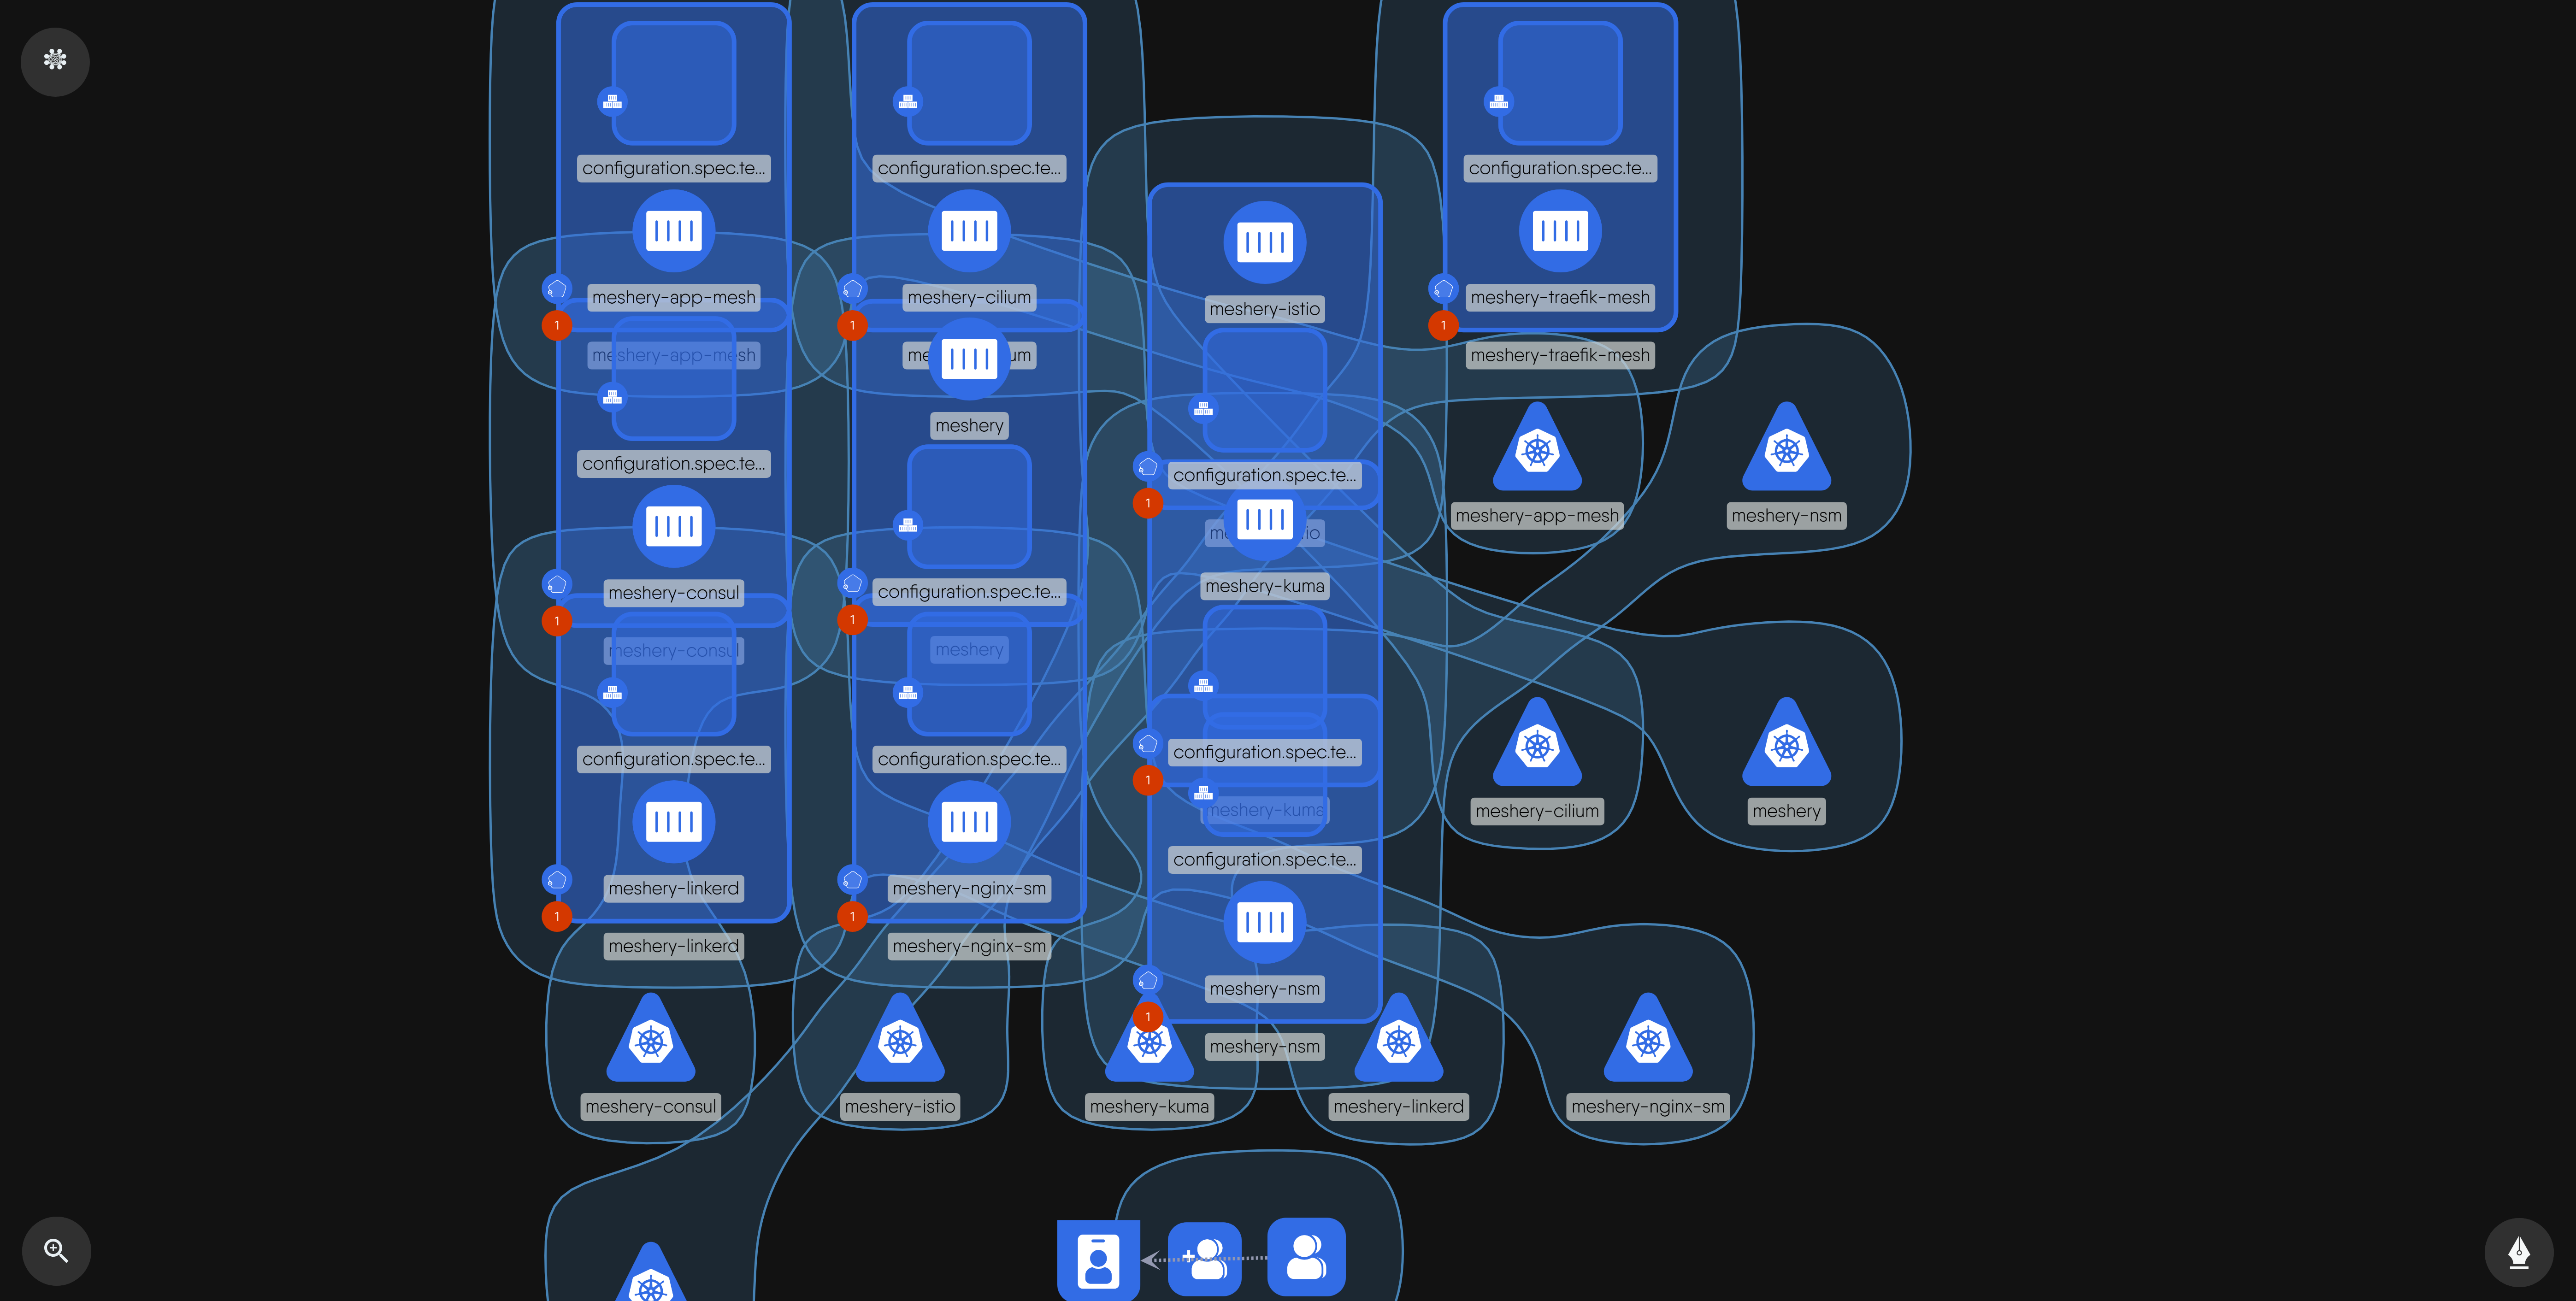 configuration.spec.te...
meshery-app-mesh
1
meshery-app-mesh
configuration.spec.te...
meshery-consul
1
meshery-consul
configuration.spec.te...
meshery-linkerd
1
meshery-linkerd
configuration.spec.te...
meshery-cilium
1
meshery
configuration.spec.te...
1
meshery
configuration.spec.te...
meshery-nginx-sm
1
meshery-nginx-sm
meshery-istio
configuration.spec.te...
1
meshery-kuma
configuration.spec.te...
1
meshery-kuma
configuration.spec.te...
meshery-nsm
1
meshery-nsm
configuration.spec.te...
meshery-traefik-mesh
1
meshery-traefik-mesh
meshery-app-mesh
meshery-nsm
meshery-cilium
meshery
meshery-consul
meshery-istio
meshery-kuma
meshery-linkerd
meshery-nginx-sm